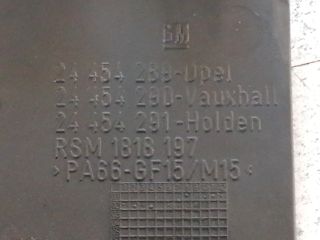 GM
24 454 289-Opel
24 454 290-Vauxhall
24 454 291-Holden
RSM 1818 197
>PA66-GF15/M15<